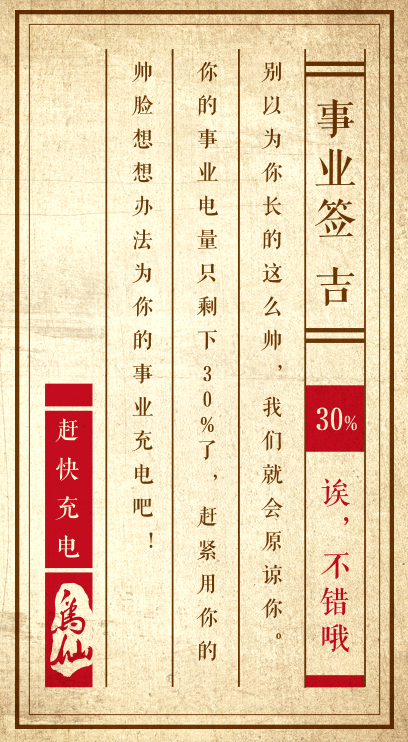 事业签 吉
30%
诶，不错哦
别以为你长的这么帅，我们就会原谅你。
你的事业电量只剩下30%了，赶紧用你的
帅脸想想办法为你的事业充电吧！
赶快充电